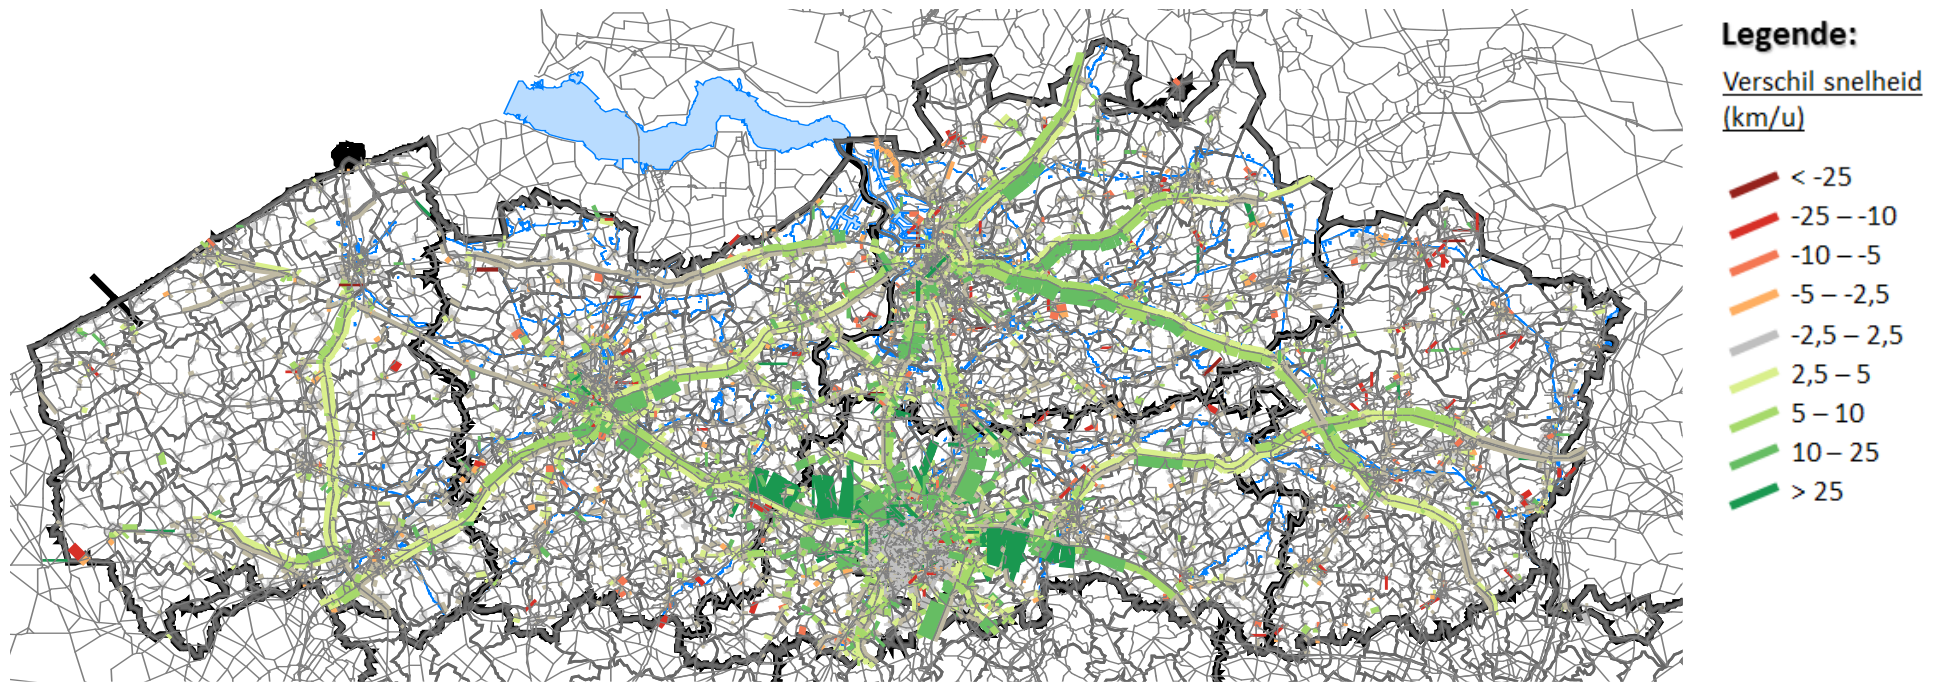 Legende:
Verschil snelheid
(km/u)
< -25
-25 – -10
-10 – -5
-5 – -2,5
-2,5 – 2,5
2,5 – 5
5 – 10
10 – 25
> 25